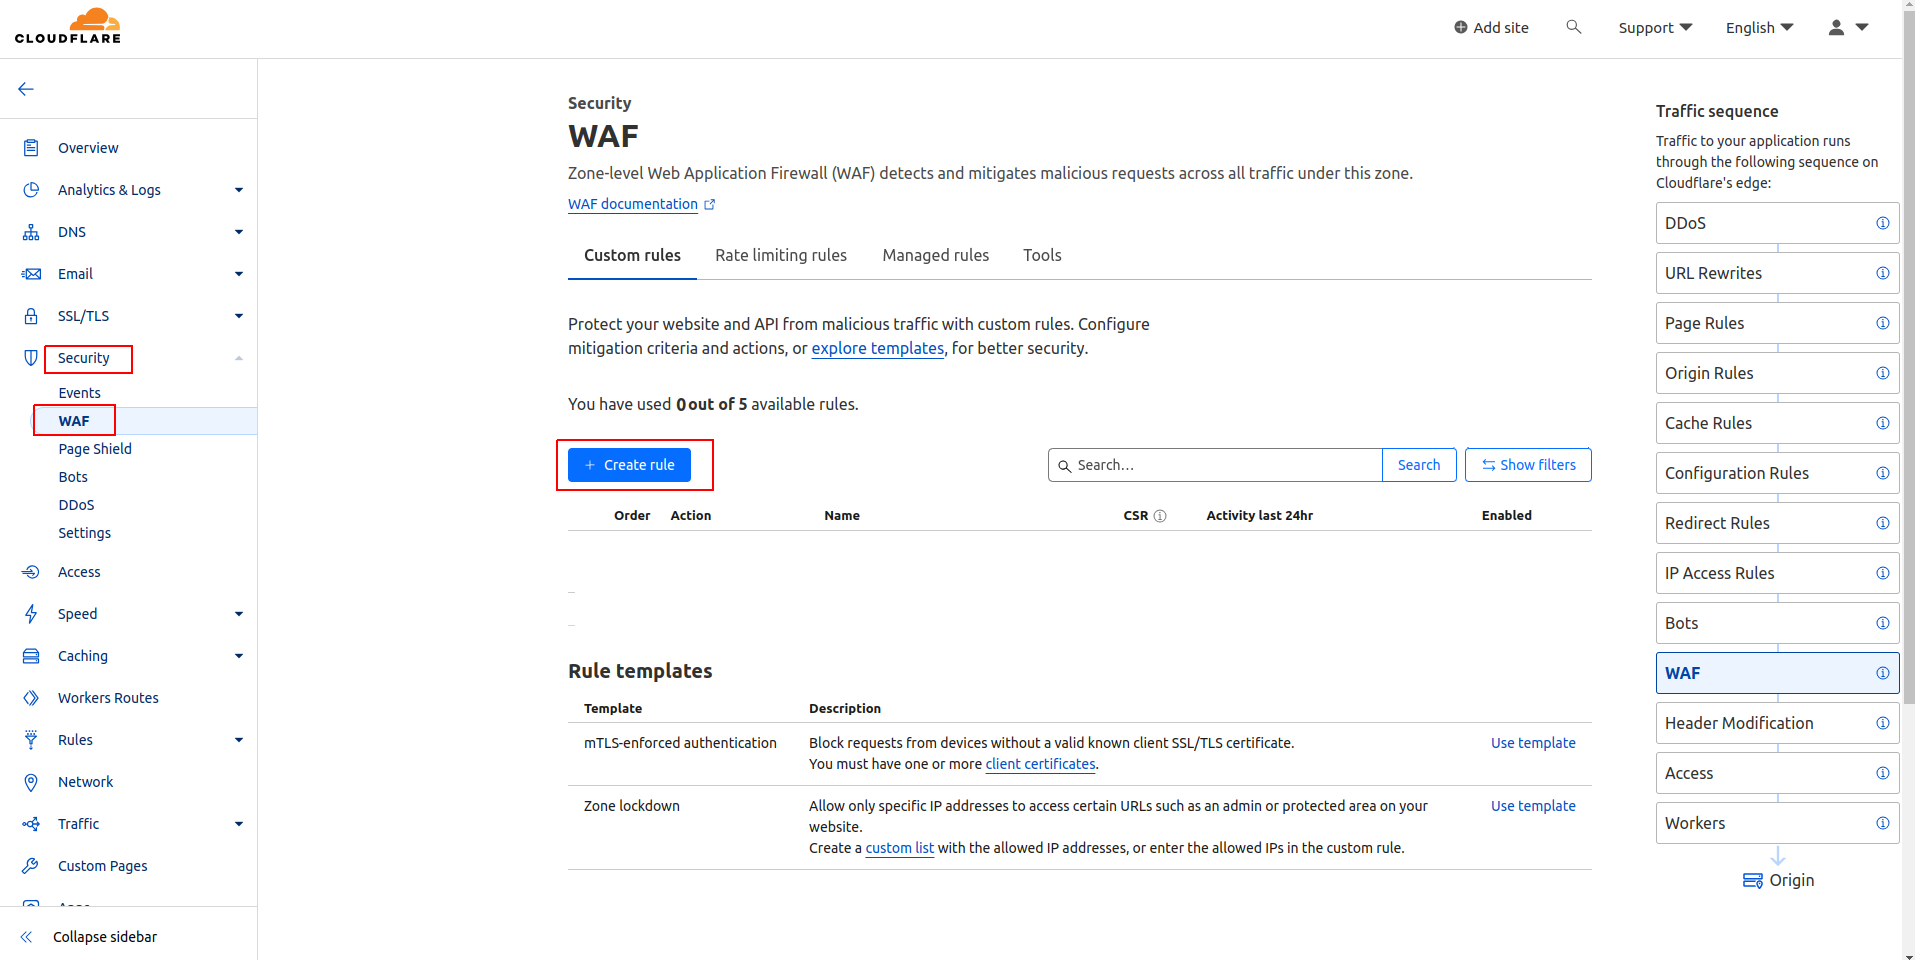 CLOUDFLARE
Add site
Support
English
Overview
Analytics & Logs
DNS
Email
SSL/TLS
Security
Events
WAF
Page Shield
Bots
DDoS
Settings
Access
Speed
Caching
Workers Routes
Rules
Network
Traffic
Custom Pages
Collapse sidebar
Security
WAF
Zone-level Web Application Firewall (WAF) detects and mitigates malicious requests across all traffic under this zone.
WAF documentation
Custom rules Rate limiting rules Managed rules Tools
Protect your website and API from malicious traffic with custom rules. Configure
mitigation criteria and actions, or explore templates, for better security.
You have used 0 out of 5 available rules.
+ Create rule
Search...
Search
Show filters
Order Action Name CSR Activity last 24hr Enabled
Rule templates
Template Description
mTLS-enforced authentication Block requests from devices without a valid known client SSL/TLS certificate. Use template
You must have one or more client certificates.
Zone lockdown Allow only specific IP addresses to access certain URLs such as an admin or protected area on your Use template
website.
Create a custom list with the allowed IP addresses, or enter the allowed IPs in the custom rule.
Traffic sequence
Traffic to your application runs
through the following sequence on
Cloudflare's edge:
DDoS
URL Rewrites
Page Rules
Origin Rules
Cache Rules
Configuration Rules
Redirect Rules
IP Access Rules
Bots
WAF
Header Modification
Access
Workers
Origin